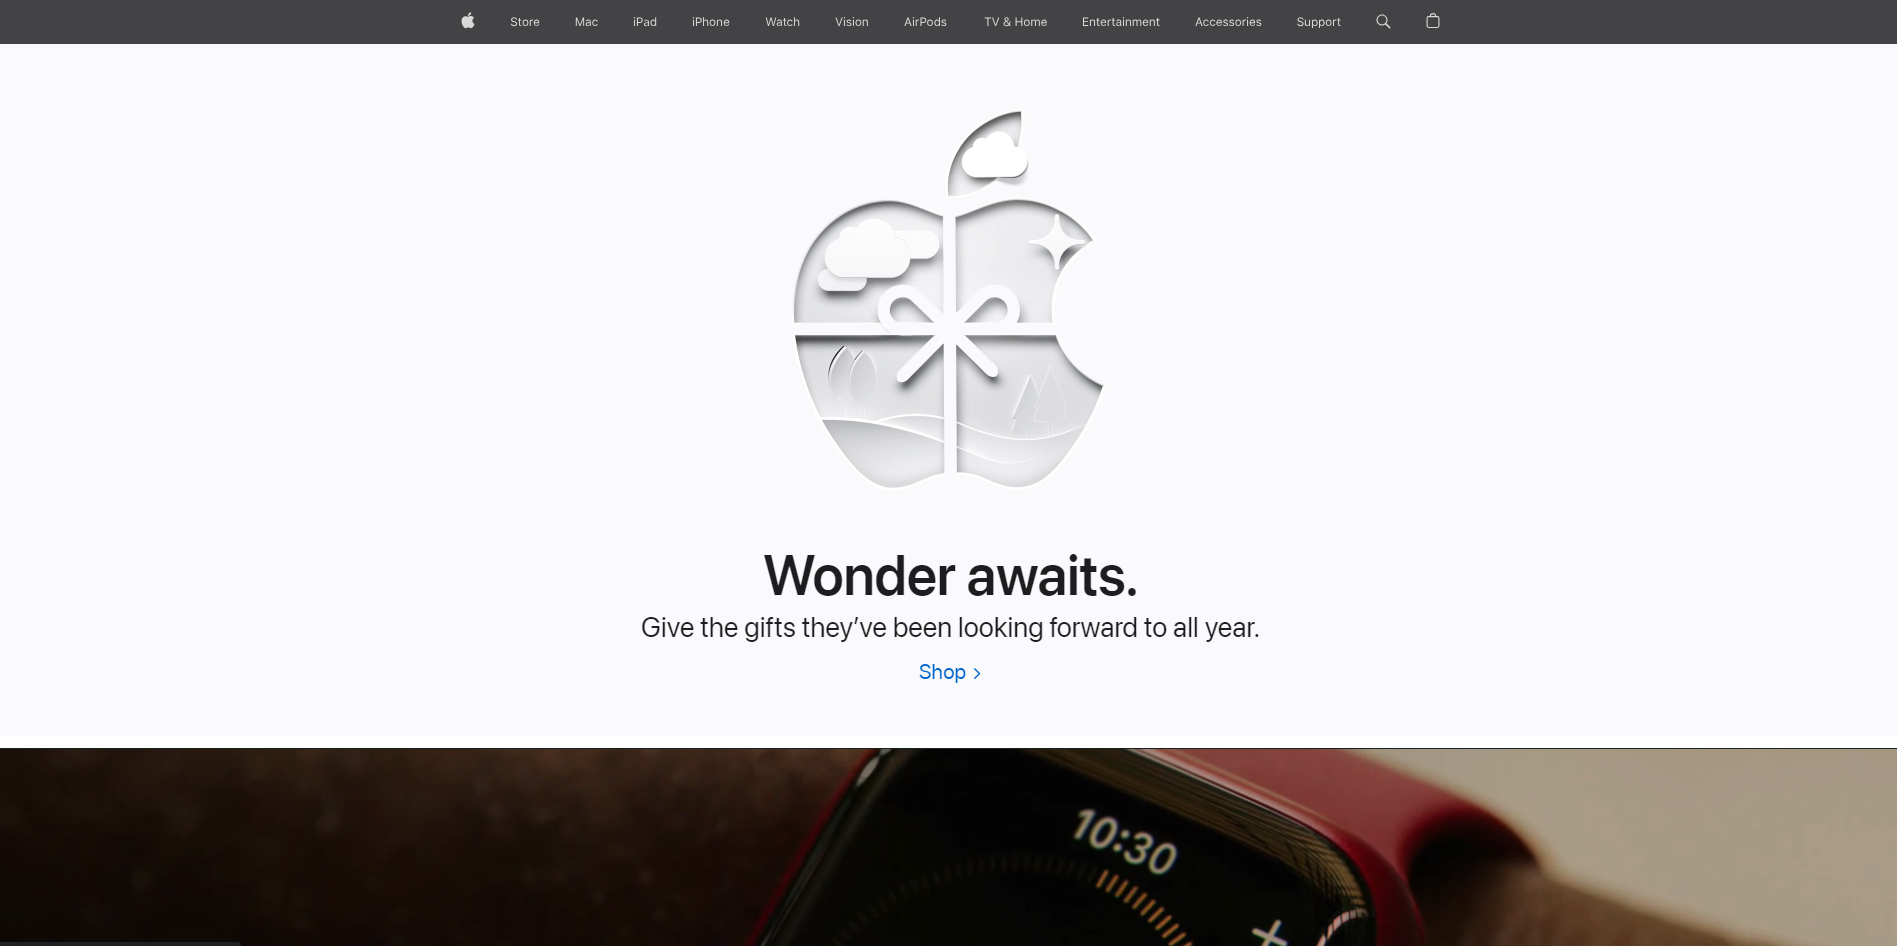 Store Mac iPad iPhone Watch Vision AirPods TV & Home Entertainment Accessories Support
Wonder awaits.
Give the gifts they’ve been looking forward to all year.
Shop >
10:30